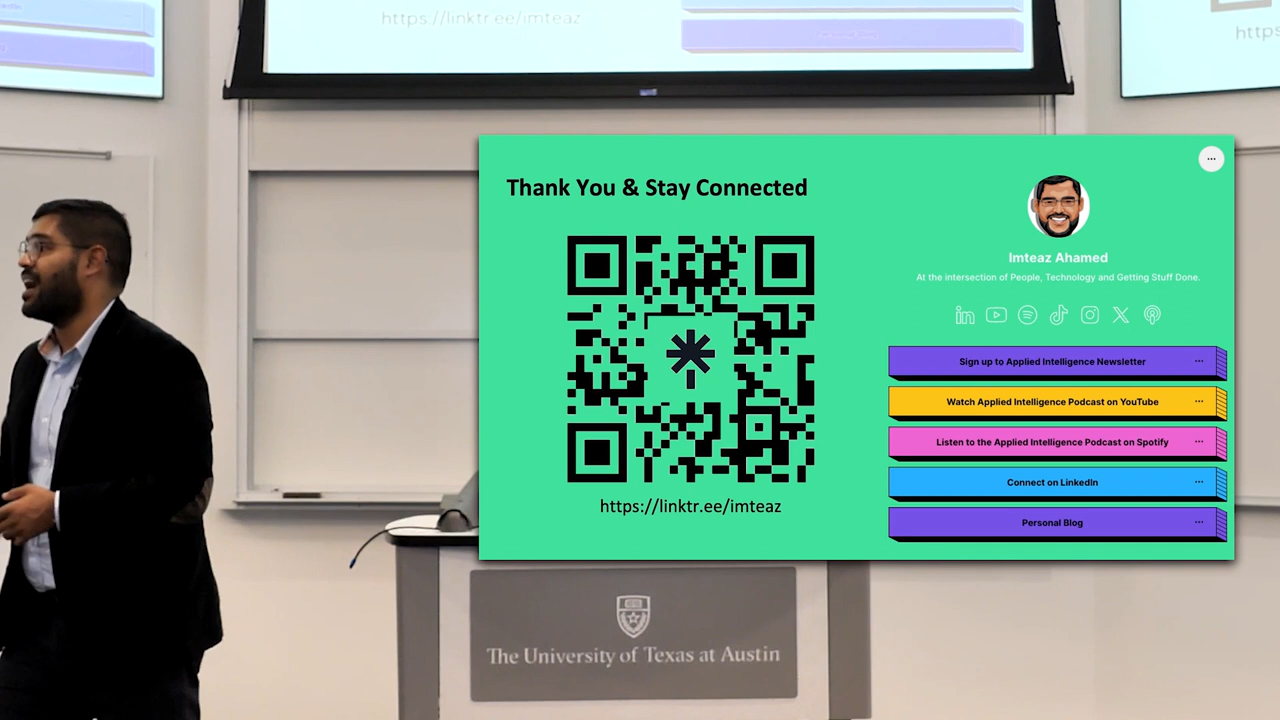 https://linktr.ee/imteaz
Personal Blog
https
Thank You & Stay Connected
https://linktr.ee/imteaz
Imteaz Ahamed
At the intersection of People, Technology and Getting Stuff Done.
Sign up to Applied Intelligence Newsletter
Watch Applied Intelligence Podcast on YouTube
Listen to the Applied Intelligence Podcast on Spotify
Connect on LinkedIn
Personal Blog
The University of Texas at Austin